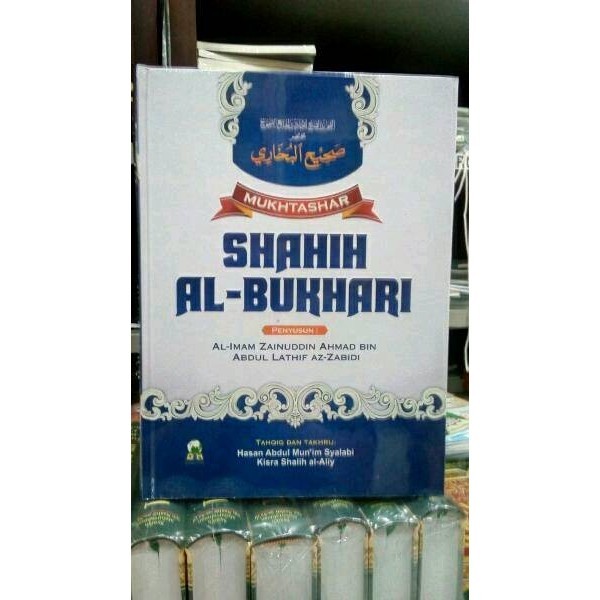 مختصر
صحيح البخاري
MUKHTASHAR
SHAHIH
AL-BUKHARI
PENYUSUN :
AL-IMAM ZAINUDDIN AHMAD BIN
ABDUL LATHIF AZ-ZABIDI
TAHQIQ DAN TAKHRIJ:
Hasan Abdul Mun'im Syalabi
Kisra Shalih al-Aliy